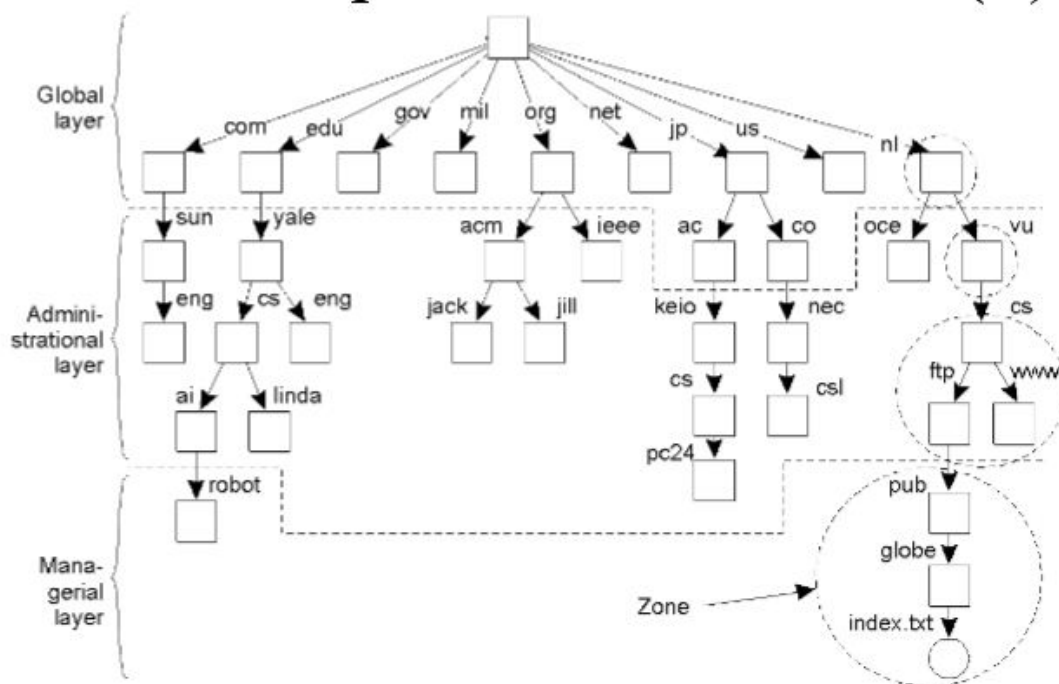 Global
layer
com
edu
gov
mil
org
net
jp
us
nl
sun
yale
acm
ieee
ac
co
oce
vu
Admini-
strational
layer
eng
cs
eng
jack
jill
keio
nec
cs
ai
linda
cs
csl
ftp
www
pc24
robot
pub
Mana-
gerial
layer
globe
Zone
index.txt